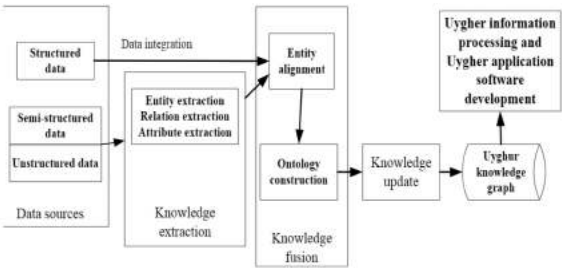 Structured
data
Semi-structured
data
Unstructured data
Data sources
Data integration
Entity extraction
Relation extraction
Attribute extraction
Knowledge
extraction
Entity
alignment
Ontology
construction
Knowledge
fusion
Knowledge
update
Uyghur
knowledge
graph
Uygher information
processing and
Uygher application
software
development